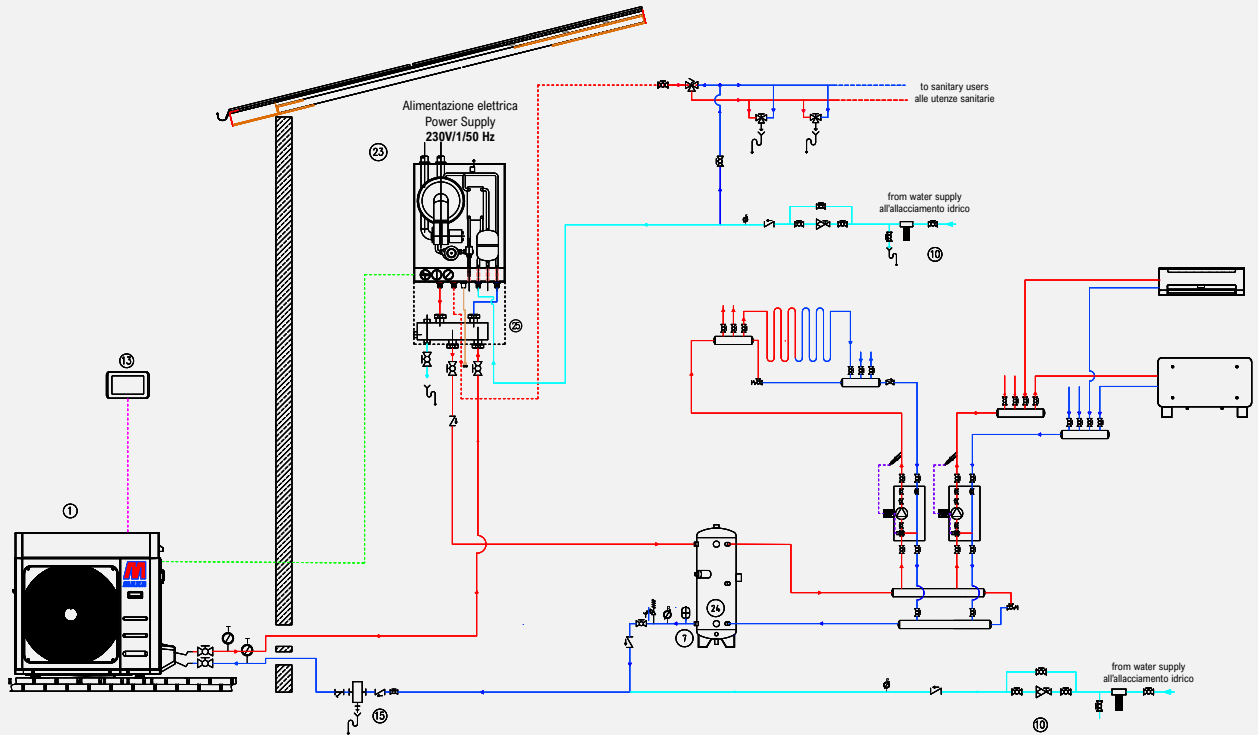 to sanitary users
alle utenze sanitarie
Alimentazione elettrica
Power Supply
230V/1/50 Hz
23
from water supply
all'allacciamento idrico
10
25
13
1
M
24
7
15
from water supply
all'allacciamento idrico
10